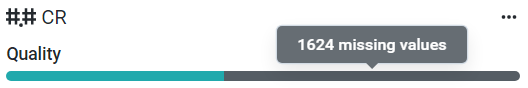 #.# CR
Quality
1624 missing values